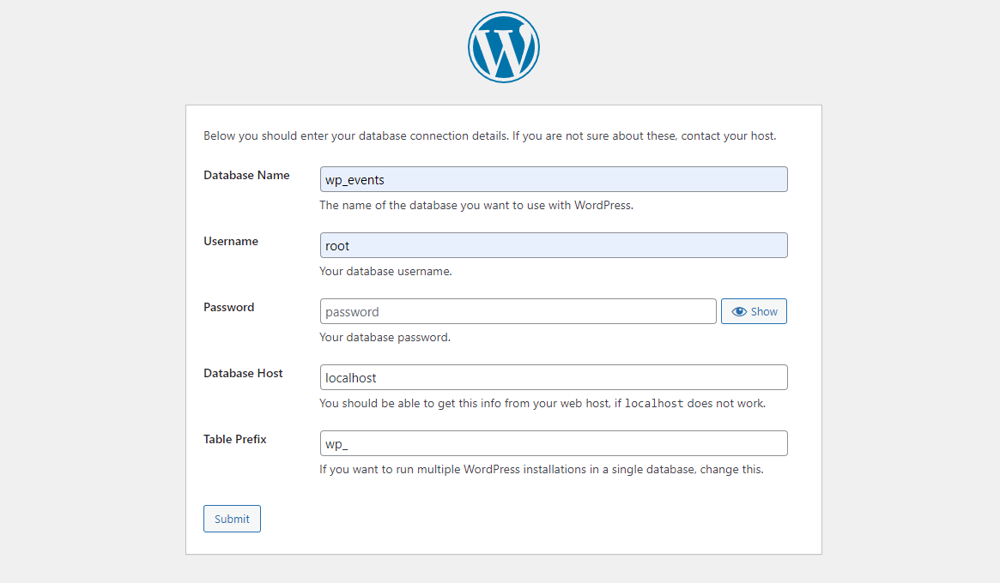 Below you should enter your database connection details. If you are not sure about these, contact your host.
Database Name
wp_events
The name of the database you want to use with WordPress.
Username
root
Your database username.
Password
password
Show
Your database password.
Database Host
localhost
You should be able to get this info from your web host, if localhost does not work.
Table Prefix
wp_
If you want to run multiple WordPress installations in a single database, change this.
Submit